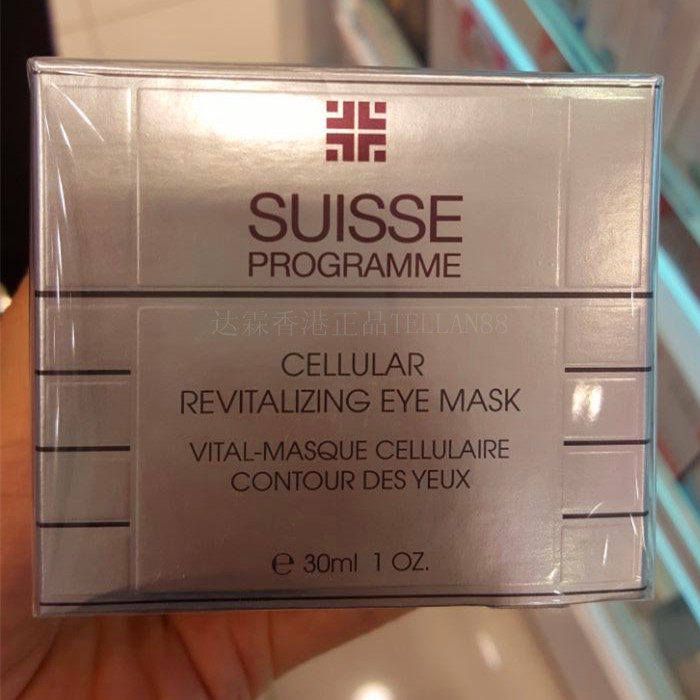 SUISSE
PROGRAMME
达霖香港正品TELLAN88
CELLULAR
REVITALIZING EYE MASK
VITAL-MASQUE CELLULAIRE
CONTOUR DES YEUX
℮ 30ml 1 OZ.